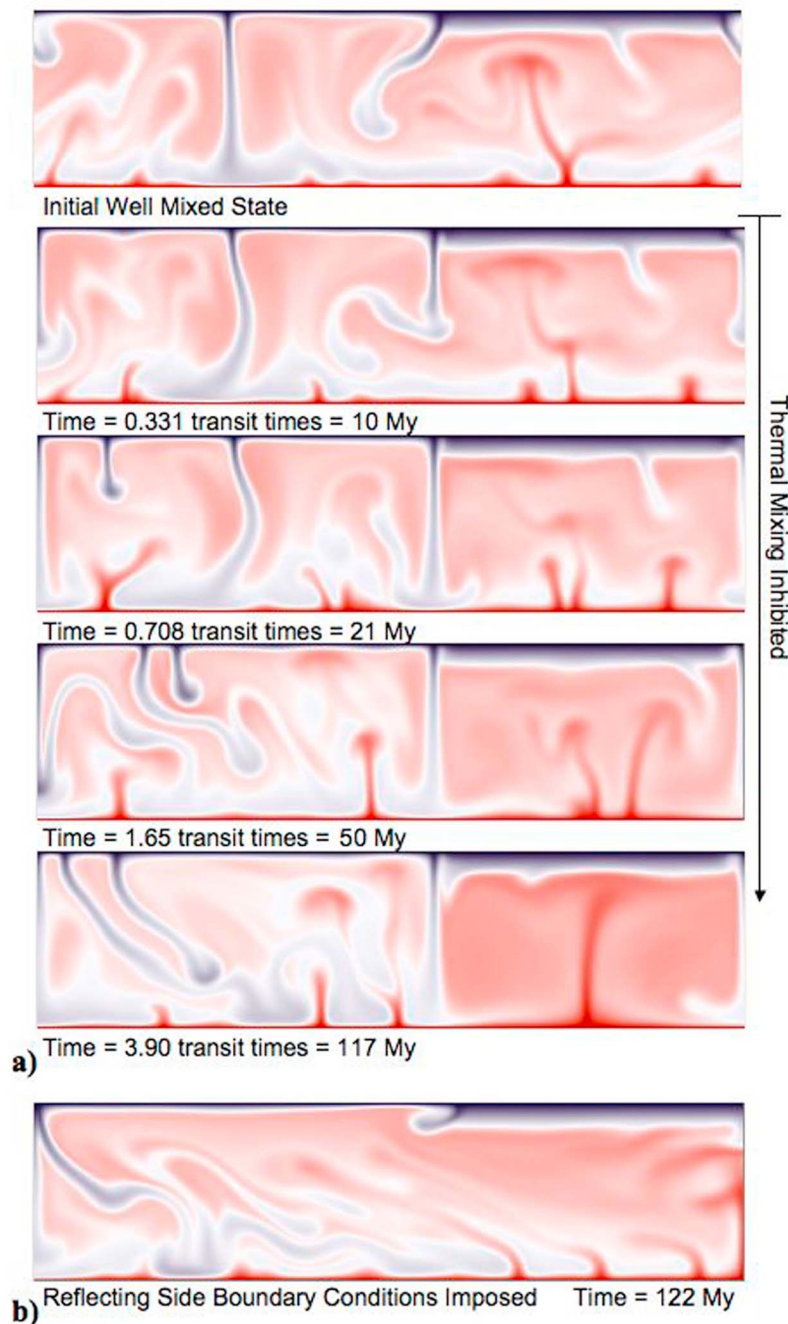 Initial Well Mixed State
Thermal Mixing Inhibited
Time = 0.331 transit times = 10 My
Time = 0.708 transit times = 21 My
Time = 1.65 transit times = 50 My
a) Time = 3.90 transit times = 117 My
b) Reflecting Side Boundary Conditions Imposed Time = 122 My